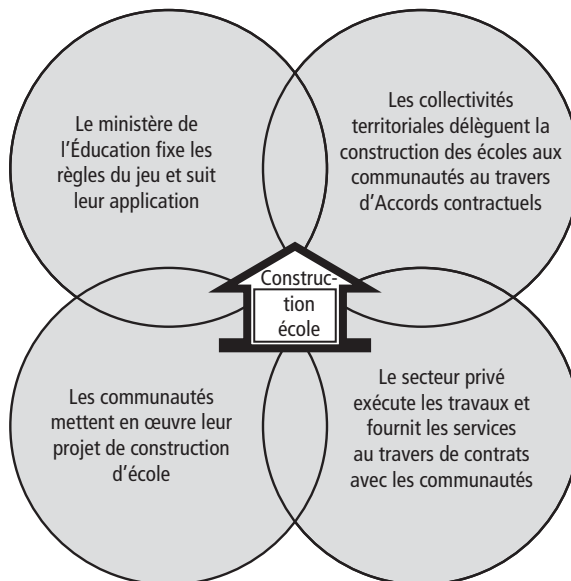 Le ministère de
l'Éducation fixe les
règles du jeu et suit
leur application
Les collectivités
territoriales délèguent la
construction des écoles aux
communautés au travers
d'Accords contractuels
Construc-
tion
école
Les communautés
mettent en œuvre leur
projet de construction
d'école
Le secteur privé
exécute les travaux et
fournit les services
au travers de contrats
avec les communautés